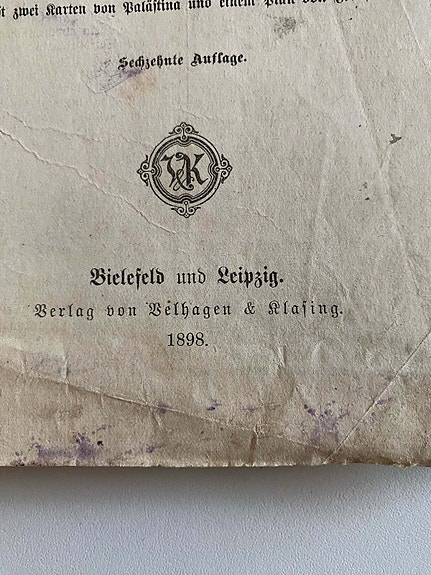 zwei Karten von Palästina und einem Plan von
Sechzehnte Auflage.
V&K
Bielefeld und Leipzig.
Verlag von Velhagen & Klasing.
1898.